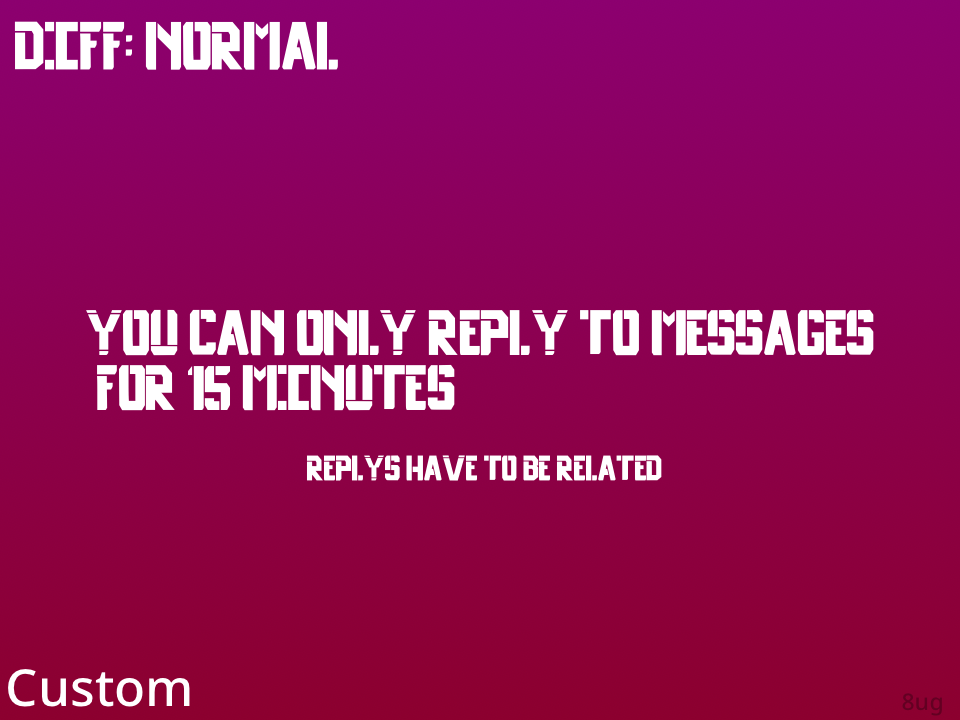 DIFF: NORMAL
YOU CAN ONLY REPLY TO MESSAGES
FOR 15 MINUTES
REPLYS HAVE TO BE RELATED
Custom
8ug